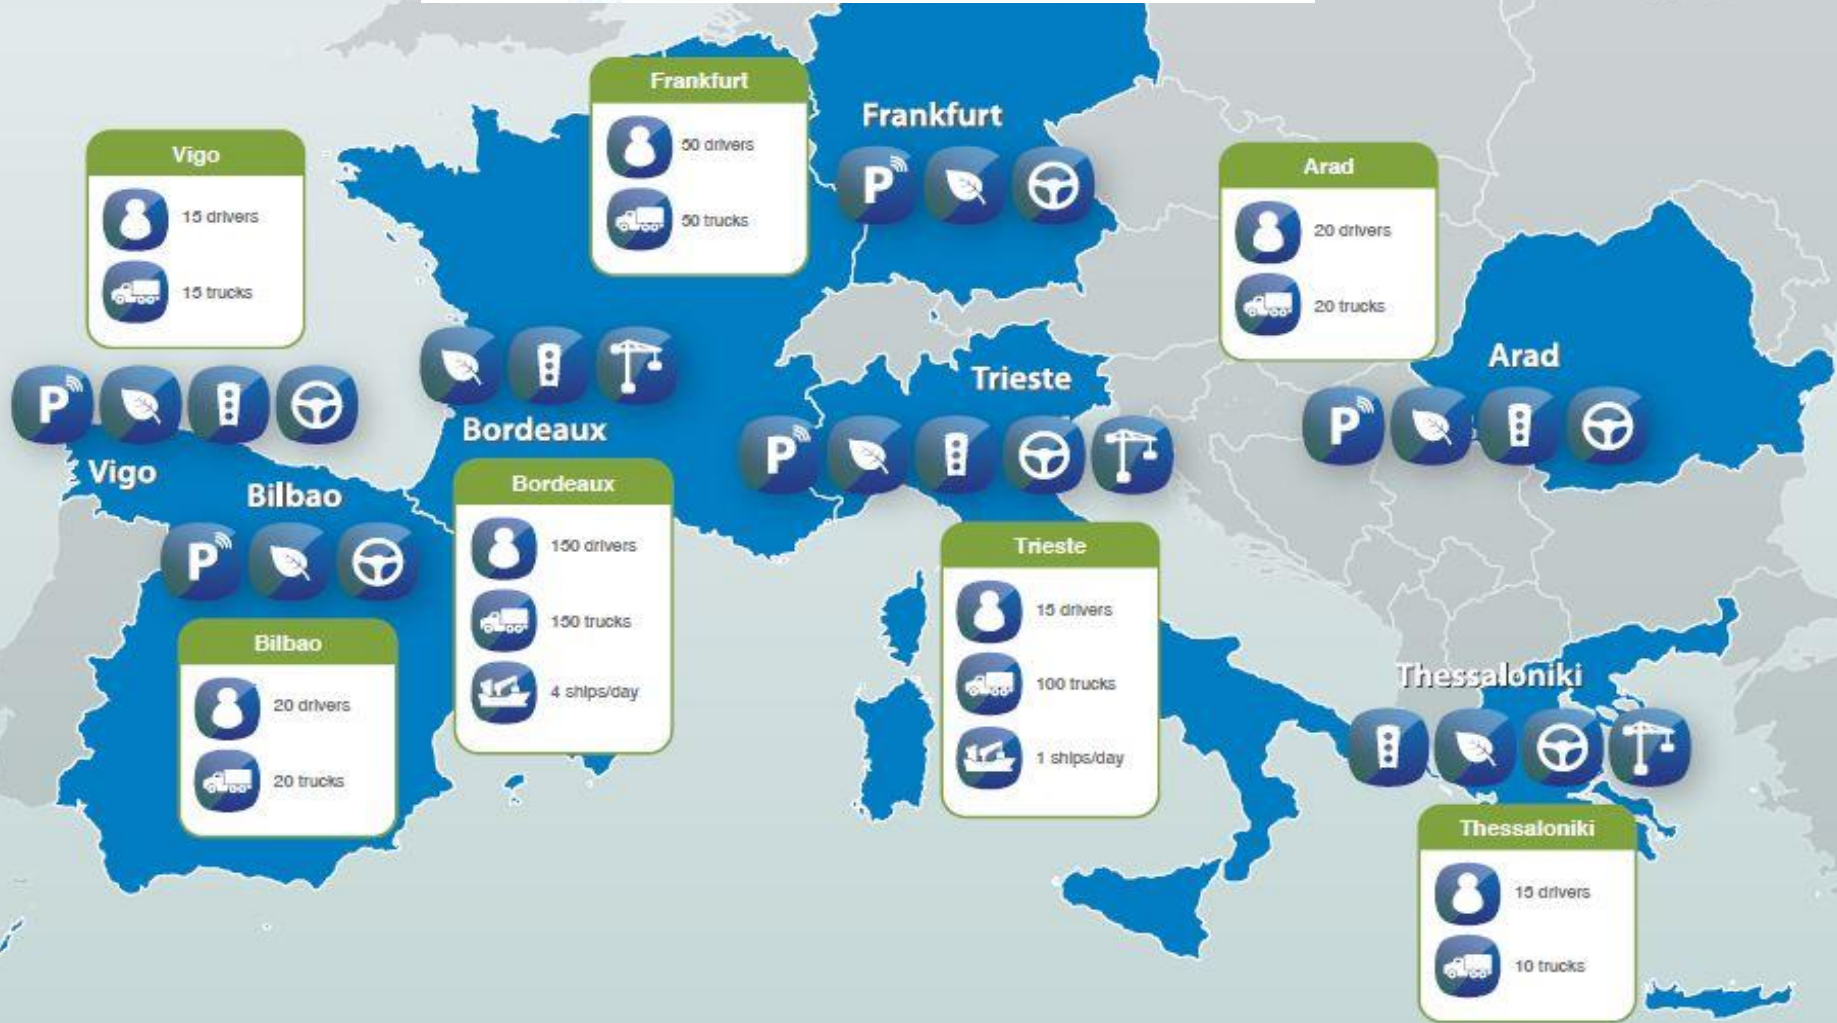 Frankfurt
50 drivers
50 trucks
Frankfurt
P
Vigo
15 drivers
15 trucks
Arad
20 drivers
20 trucks
Arad
P
P
Vigo
Bordeaux
Bordeaux
150 drivers
150 trucks
4 ships/day
Trieste
P
Trieste
15 drivers
100 trucks
1 ships/day
Bilbao
P
Bilbao
20 drivers
20 trucks
Thessaloniki
Thessaloniki
15 drivers
10 trucks